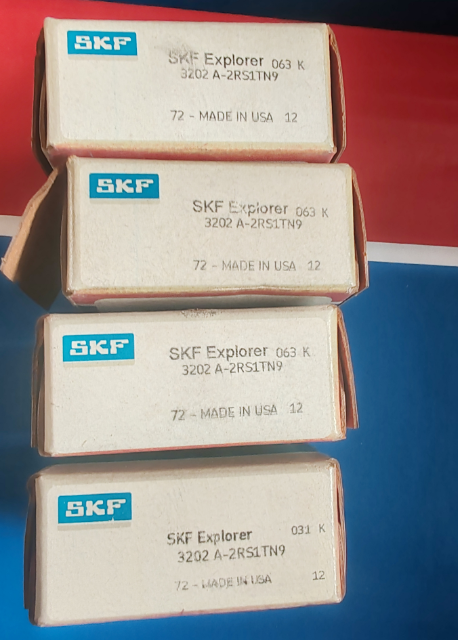 SKF
SKF Explorer 063 K
3202 A-2RS1TN9
72 - MADE IN USA 12
SKF
SKF Explorer 063 K
3202 A-2RS1TN9
72 - MADE IN USA 12
SKF
SKF Explorer 063 K
3202 A-2RS1TN9
72 - MADE IN USA 12
SKF
SKF Explorer 031 K
3202 A-2RS1TN9
72 - MADE IN USA 12